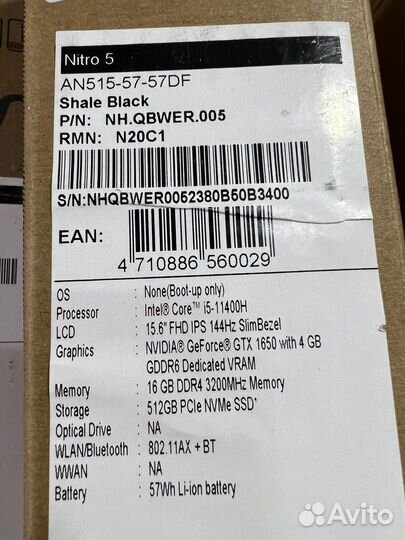 Nitro 5
AN515-57-57DF
Shale Black
P/N: NH.QBWER.005
RMN: N20C1
S/N:NHQBWER0052380B50B3400
EAN:
4 710886 560029
OS : None(Boot-up only)
Processor : Intel® Core™ i5-11400H
LCD : 15.6" FHD IPS 144Hz SlimBezel
Graphics : NVIDIA® GeForce® GTX 1650 with 4 GB
GDDR6 Dedicated VRAM
Memory : 16 GB DDR4 3200MHz Memory
Storage : 512GB PCIe NVMe SSD*
Optical Drive : NA
WLAN/Bluetooth : 802.11AX + BT
WWAN : NA
Battery : 57Wh Li-ion battery
Avito